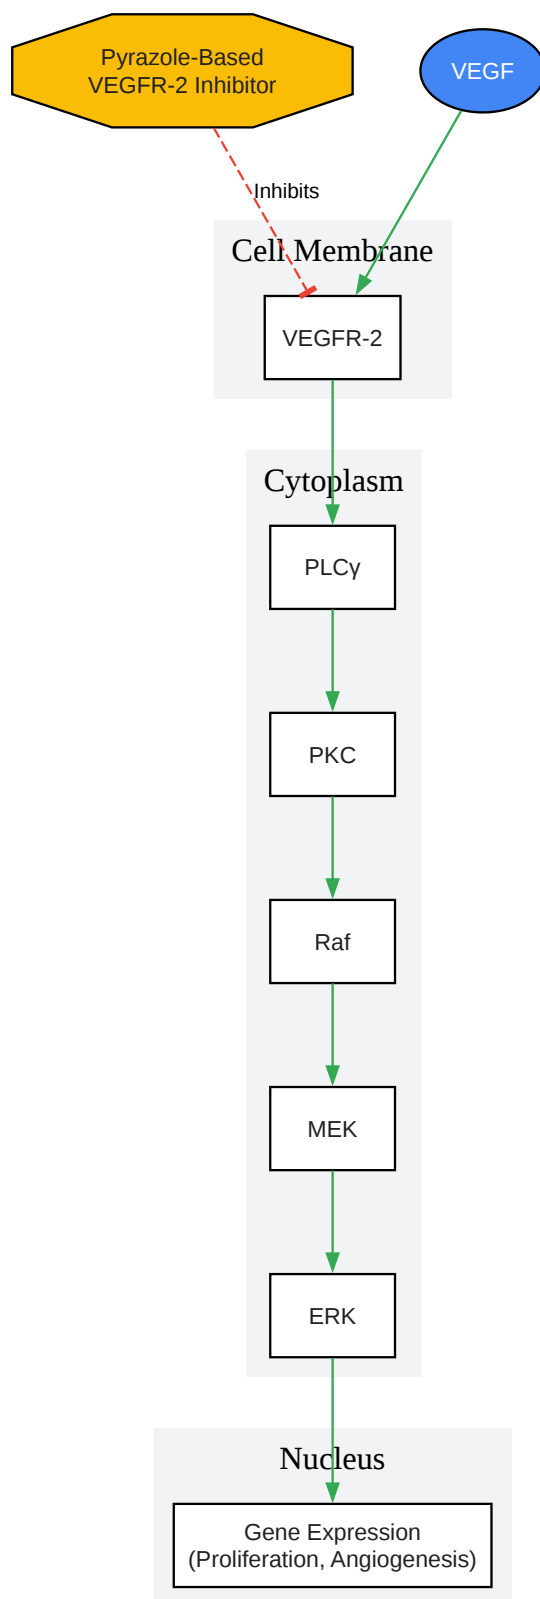 Pyrazole-Based
VEGFR-2 Inhibitor
VEGF
Inhibits
Cell Membrane
VEGFR-2
Cytoplasm
PLCγ
PKC
Raf
MEK
ERK
Nucleus
Gene Expression
(Proliferation, Angiogenesis)